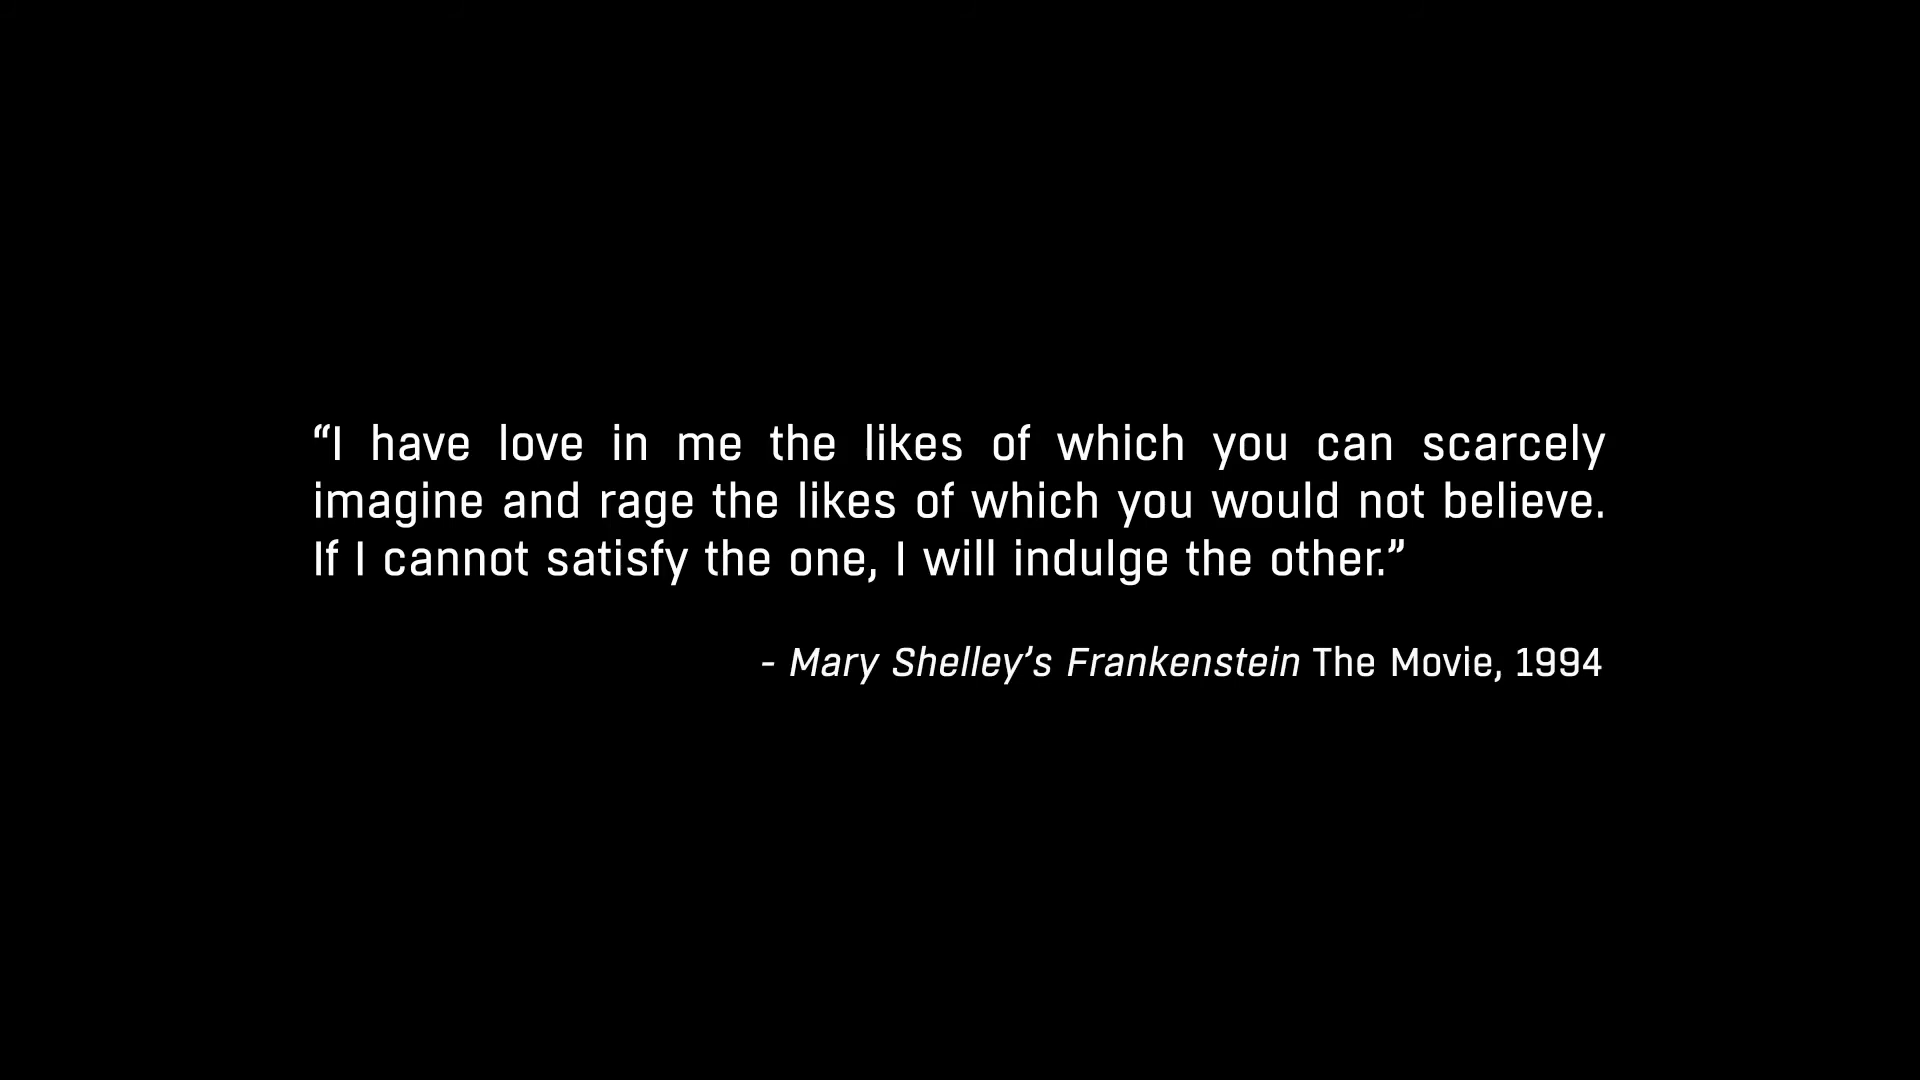 “I have love in me the likes of which you can scarcely
imagine and rage the likes of which you would not believe.
If I cannot satisfy the one, I will indulge the other.”
- Mary Shelley’s Frankenstein The Movie, 1994